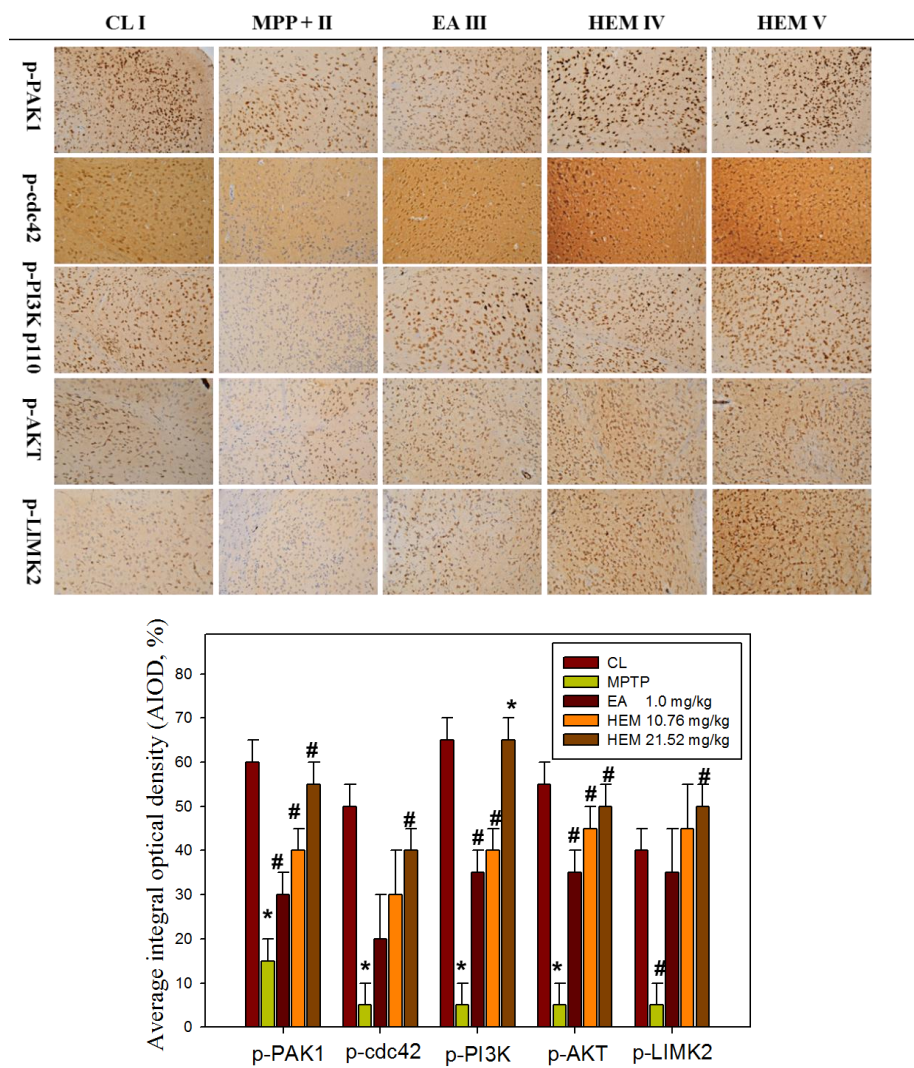 CL I MPP + II EA III HEM IV HEM V
p-PAK1
p-cdc42
p-PI3K p110
p-AKT
p-LIMK2
Average integral optical density (AIOD, %)
80
70
60
50
40
30
20
10
0
CL
MPTP
EA 1.0 mg/kg
HEM 10.76 mg/kg
HEM 21.52 mg/kg
* # # #
* #
* # # *
* # # #
# #
p-PAK1 p-cdc42 p-PI3K p-AKT p-LIMK2